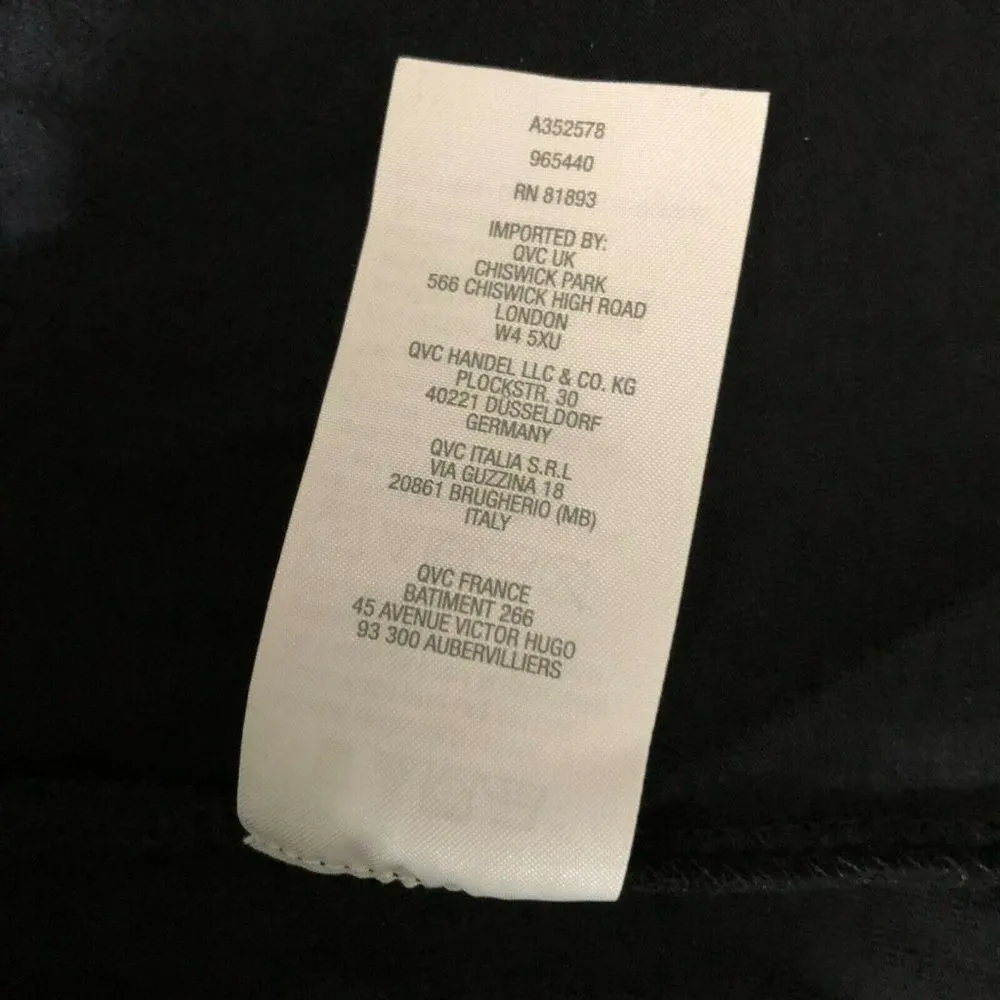 A352578
965440
RN 81893
IMPORTED BY:
QVC UK
CHISWICK PARK
566 CHISWICK HIGH ROAD
LONDON
W4 5XU
QVC HANDEL LLC & CO. KG
PLOCKSTR. 30
40221 DÜSSELDORF
GERMANY
QVC ITALIA S.R.L
VIA GUZZINA 18
20861 BRUGHERIO (MB)
ITALY
QVC FRANCE
BATIMENT 266
45 AVENUE VICTOR HUGO
93 300 AUBERVILLIERS